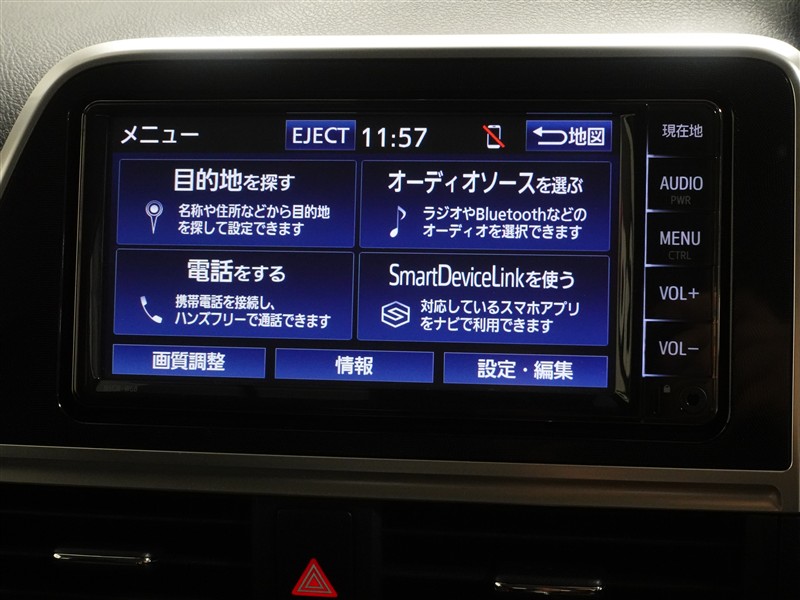 メニュー EJECT 11:57 地図
現在地
目的地を探す
名称や住所などから目的地
を探して設定できます
オーディオソースを選ぶ
ラジオやBluetoothなどの
オーディオを選択できます
AUDIO
PWR
MENU
CTRL
電話をする
携帯電話を接続し、
ハンズフリーで通話できます
SmartDeviceLinkを使う
対応しているスマホアプリ
をナビで利用できます
VOL+
VOL−
画質調整 情報 設定・編集